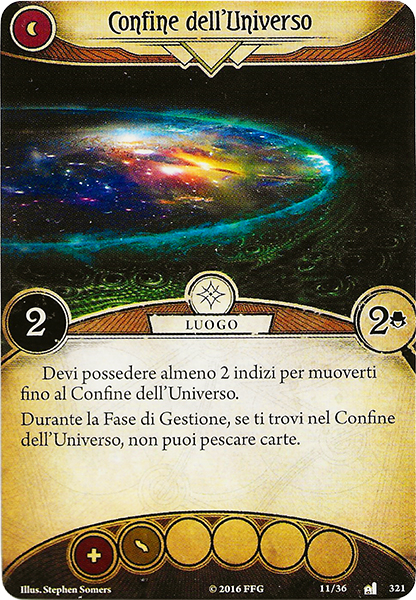 Confine dell'Universo
2
LUOGO
2
Devi possedere almeno 2 indizi per muoverti
fino al Confine dell'Universo.
Durante la Fase di Gestione, se ti trovi nel Confine
dell'Universo, non puoi pescare carte.
Illus. Stephen Somers
© 2016 FFG
11/36
321